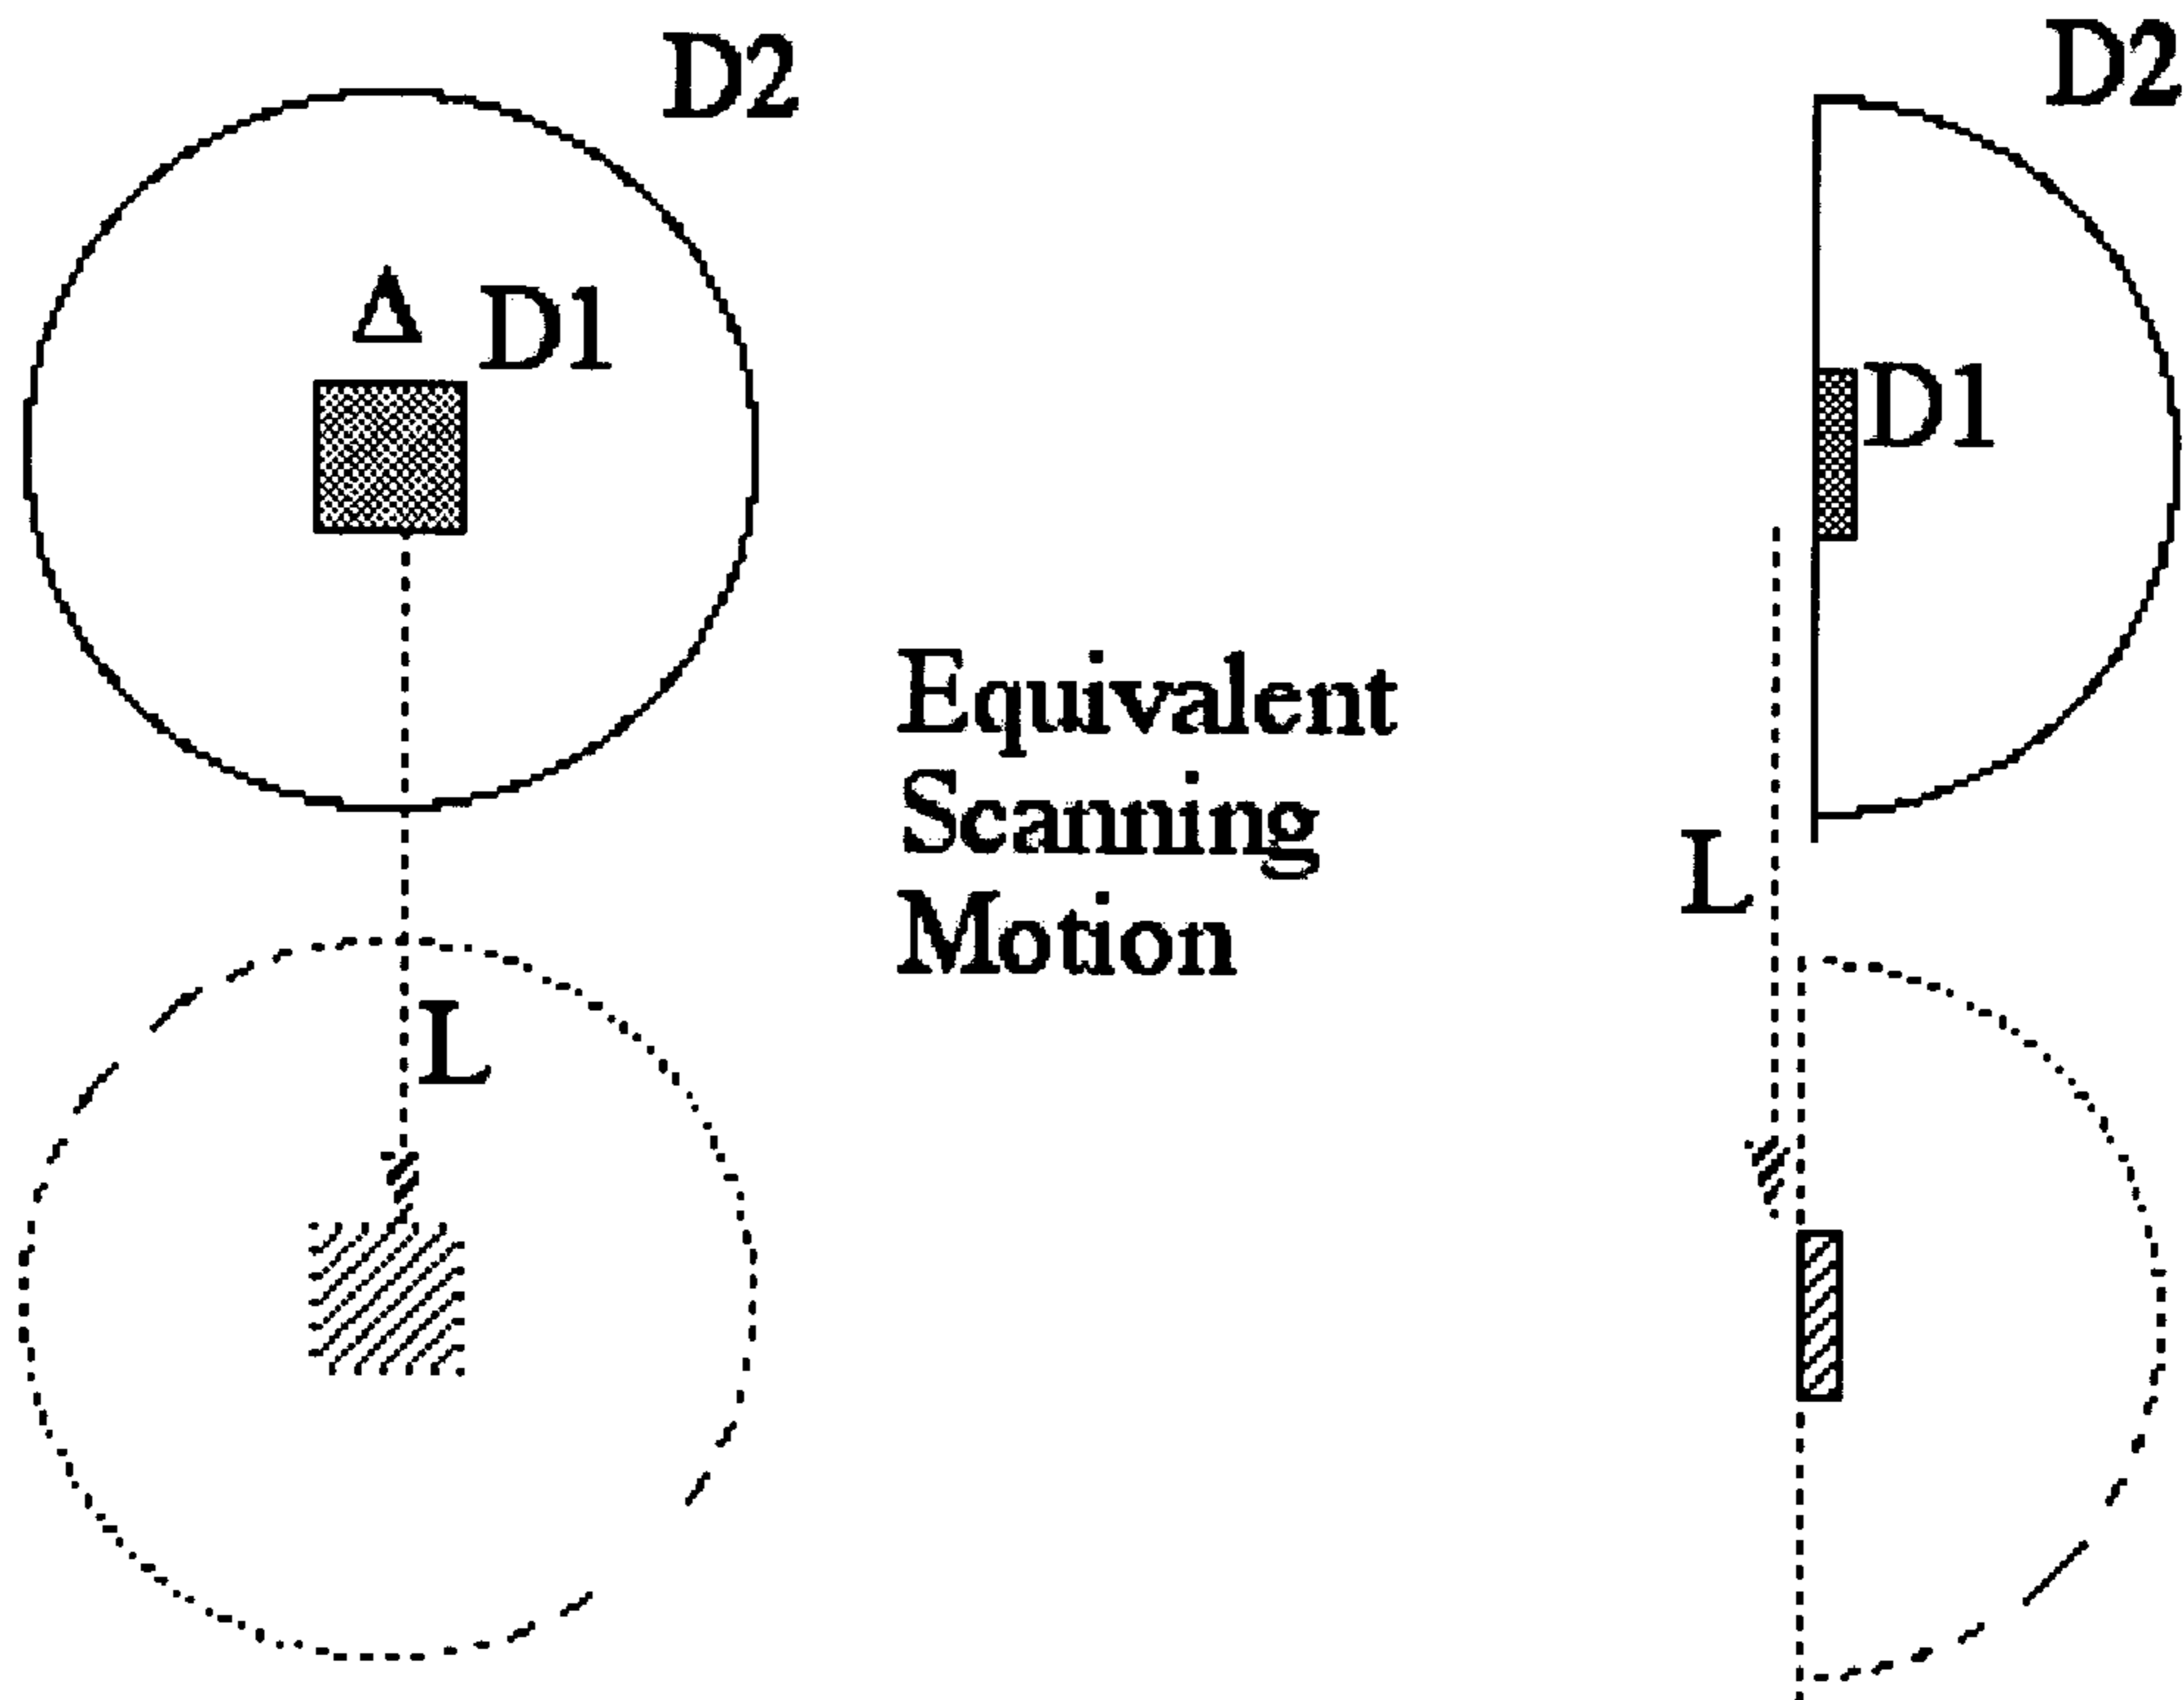 D2
D2
Δ D1
D1
Equivalent
Scanning
Motion
L
L